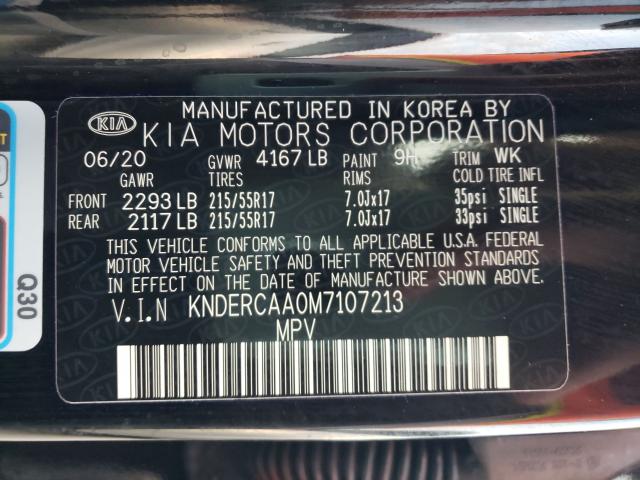 MANUFACTURED IN KOREA BY
KIA KIA MOTORS CORPORATION
06/20 GVWR 4167 LB PAINT 9H TRIM WK
GAWR TIRES RIMS COLD TIRE INFL
FRONT 2293 LB 215/55R17 7.0Jx17 35psi SINGLE
REAR 2117 LB 215/55R17 7.0Jx17 33psi SINGLE
THIS VEHICLE CONFORMS TO ALL APPLICABLE U.S.A. FEDERAL
MOTOR VEHICLE SAFETY AND THEFT PREVENTION STANDARDS
IN EFFECT ON THE DATE OF MANUFACTURE SHOWN ABOVE.
V.I.N KNDERCAA0M7107213
MPV
Q30